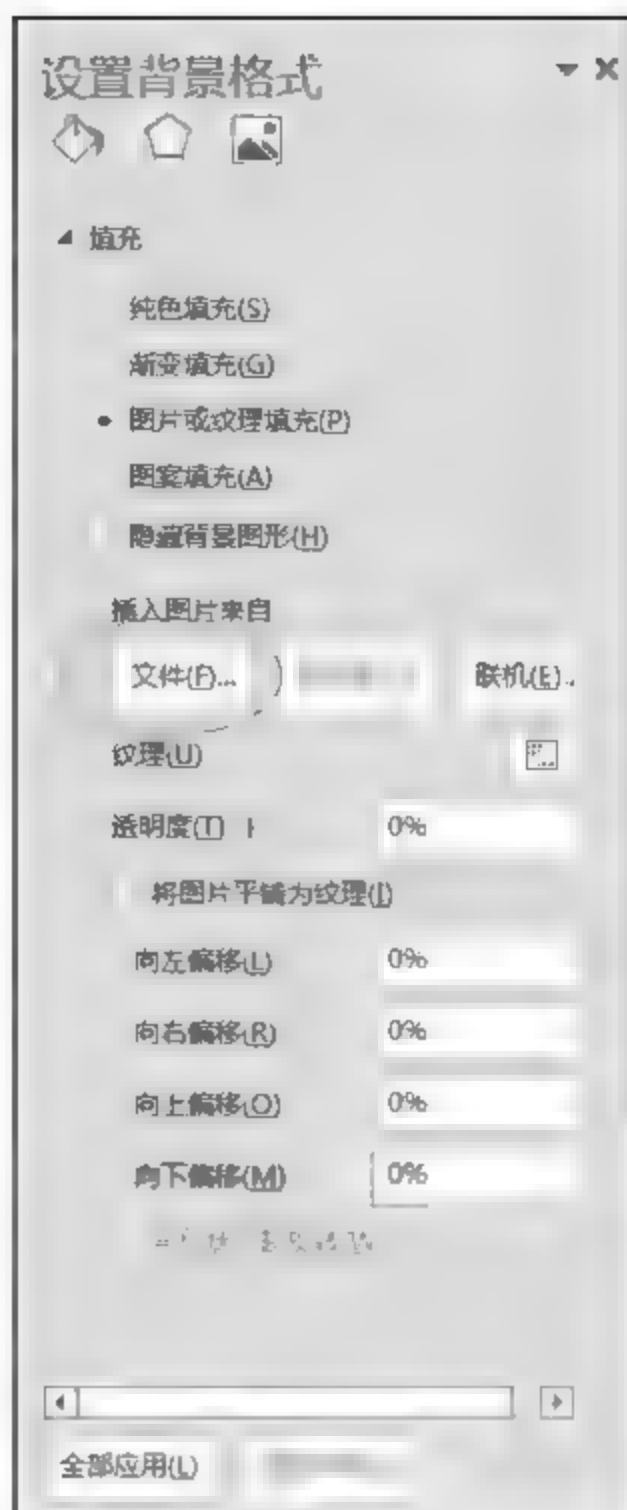 设置背景格式
填充
纯色填充(S)
渐变填充(G)
图片或纹理填充(P)
图案填充(A)
隐藏背景图形(H)
插入图片来自
文件(F)... 联机(E)..
纹理(U)
透明度(T) 0%
将图片平铺为纹理(I)
向左偏移(L) 0%
向右偏移(R) 0%
向上偏移(O) 0%
向下偏移(M) 0%
全部应用(L)